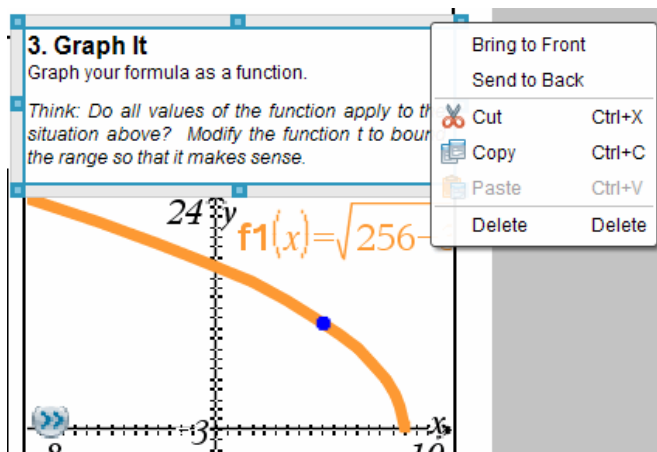 3. Graph It
Graph your formula as a function.
Think: Do all values of the function apply to
situation above? Modify the function t to
the range so that it makes sense.
Bring to Front
Send to Back
Cut Ctrl+X
Copy Ctrl+C
Paste Ctrl+V
Delete Delete
24 y
f1(x)=√256-
-3
x
-8
10